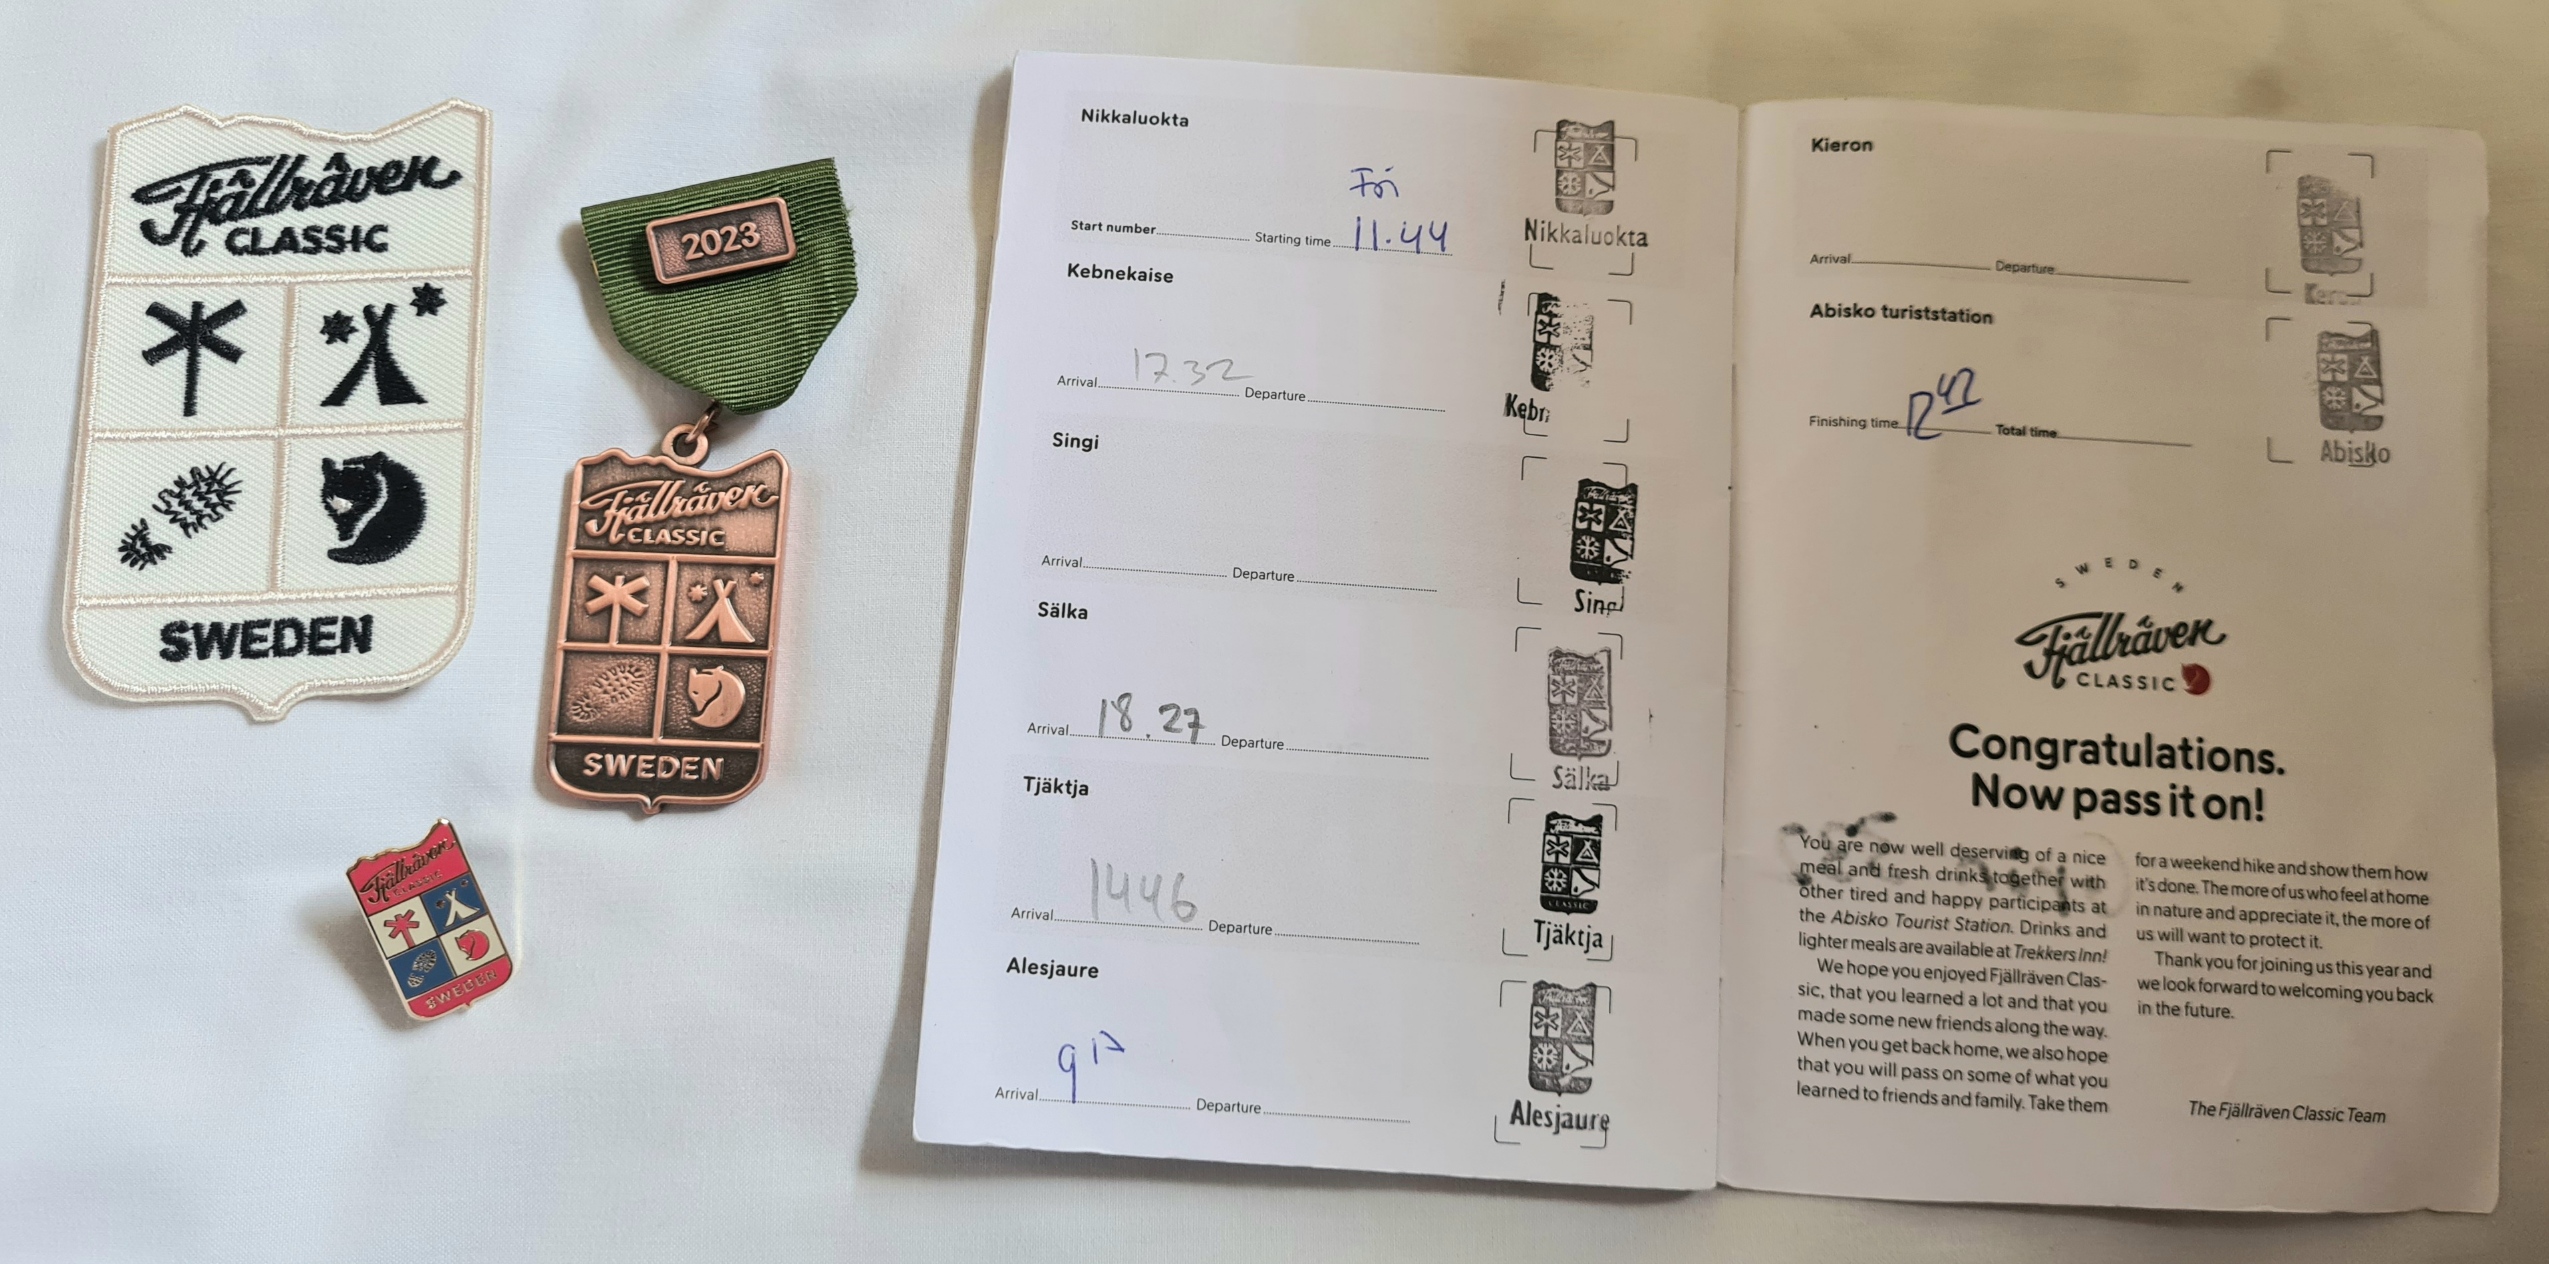 Fjällräven
CLASSIC
SWEDEN
2023
Fjällräven
CLASSIC
SWEDEN
Fjällräven
CLASSIC
SWEDEN
Nikkaluokta
Fri
Start number Starting time 11.44
Nikkaluokta
Kebnekaise
Arrival 17.32 Departure
Kebn
Singi
Arrival Departure
Singi
Sälka
Arrival 18.27 Departure
Sälka
Tjäktja
Arrival 1446 Departure
CLASSIC
Tjäktja
Alesjaure
Arrival Departure
Alesjaure
Kieron
Arrival Departure
Abisko turiststation
Finishing time Total time
Abisko
SWEDEN
Fjällräven
CLASSIC
Congratulations.
Now pass it on!
You are now well deserving of a nice
meal and fresh drinks together with
other tired and happy participants at
the Abisko Tourist Station. Drinks and
lighter meals are available at Trekkers Inn!
We hope you enjoyed Fjällräven Clas-
sic, that you learned a lot and that you
made some new friends along the way.
When you get back home, we also hope
that you will pass on some of what you
learned to friends and family. Take them
for a weekend hike and show them how
it's done. The more of us who feel at home
in nature and appreciate it, the more of
us will want to protect it.
Thank you for joining us this year and
we look forward to welcoming you back
in the future.
The Fjällräven Classic Team